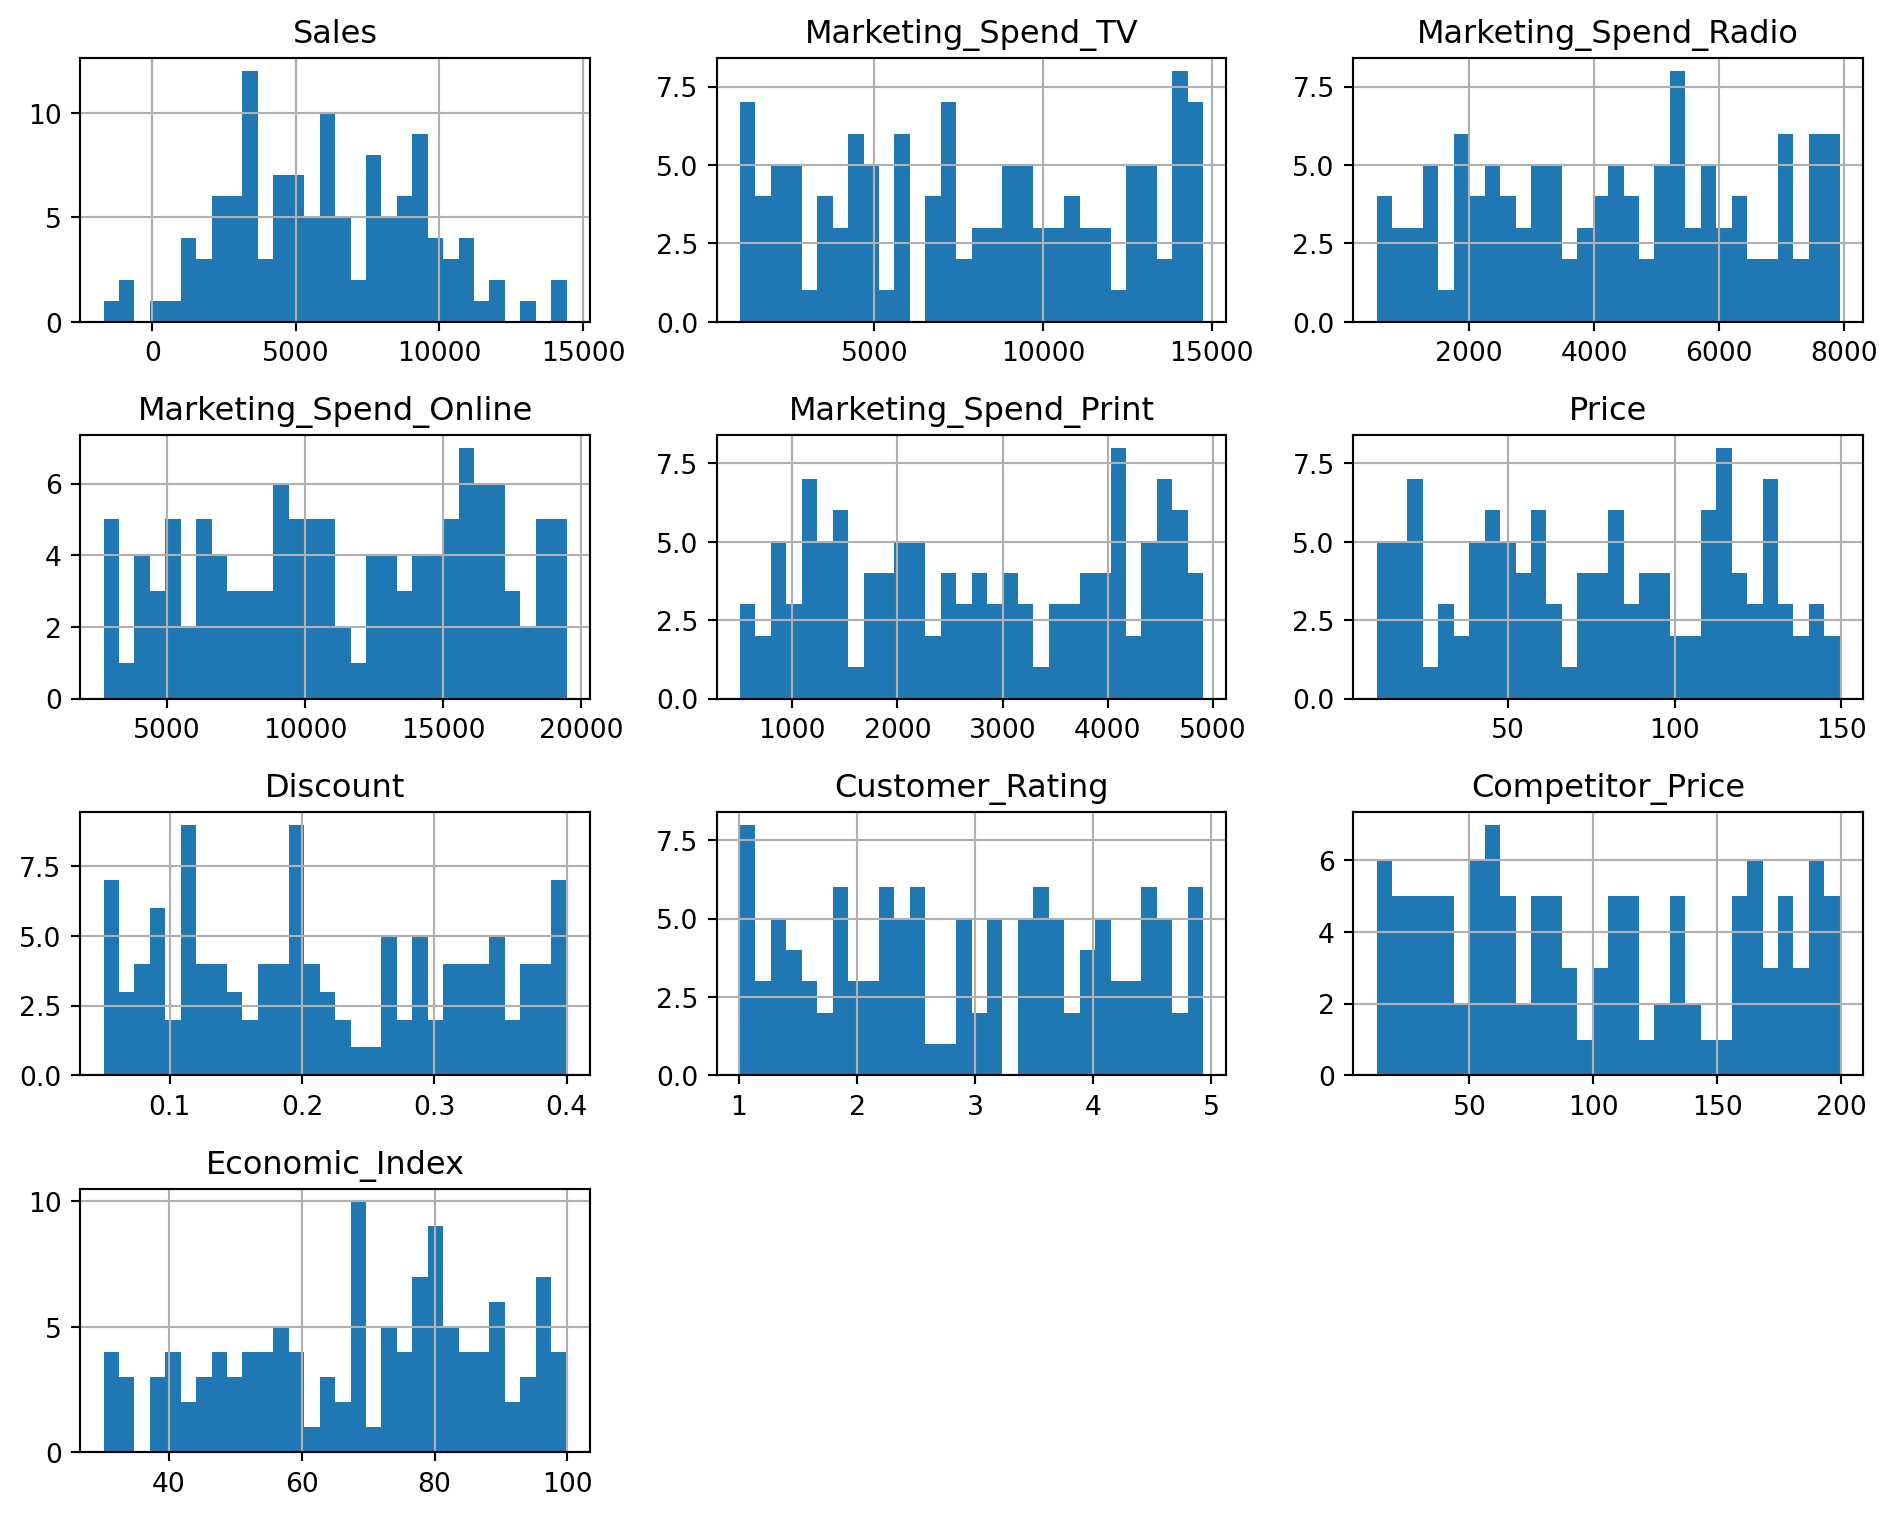 Sales
10
5
0
0 5000 10000 15000
Marketing_Spend_TV
7.5
5.0
2.5
0.0
5000 10000 15000
Marketing_Spend_Radio
7.5
5.0
2.5
0.0
2000 4000 6000 8000
Marketing_Spend_Online
6
4
2
0
5000 10000 15000 20000
Marketing_Spend_Print
7.5
5.0
2.5
0.0
1000 2000 3000 4000 5000
Price
7.5
5.0
2.5
0.0
50 100 150
Discount
7.5
5.0
2.5
0.0
0.1 0.2 0.3 0.4
Customer_Rating
7.5
5.0
2.5
0.0
1 2 3 4 5
Competitor_Price
6
4
2
0
50 100 150 200
Economic_Index
10
5
0
40 60 80 100